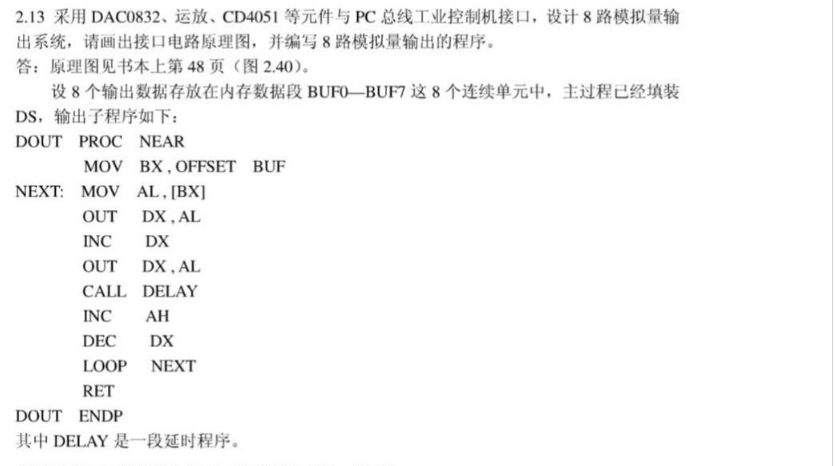 2.13 采用 DAC0832、运放、CD4051 等元件与 PC 总线工业控制机接口，设计 8 路模拟量输
出系统，请画出接口电路原理图，并编写 8 路模拟量输出的程序。
答：原理图见书本上第 48 页（图 2.40）。
设 8 个输出数据存放在内存数据段 BUF0—BUF7 这 8 个连续单元中，主过程已经填装
DS，输出子程序如下：
DOUT PROC NEAR
MOV BX , OFFSET BUF
NEXT: MOV AL , [BX]
OUT DX , AL
INC DX
OUT DX , AL
CALL DELAY
INC AH
DEC DX
LOOP NEXT
RET
DOUT ENDP
其中 DELAY 是一段延时程序。